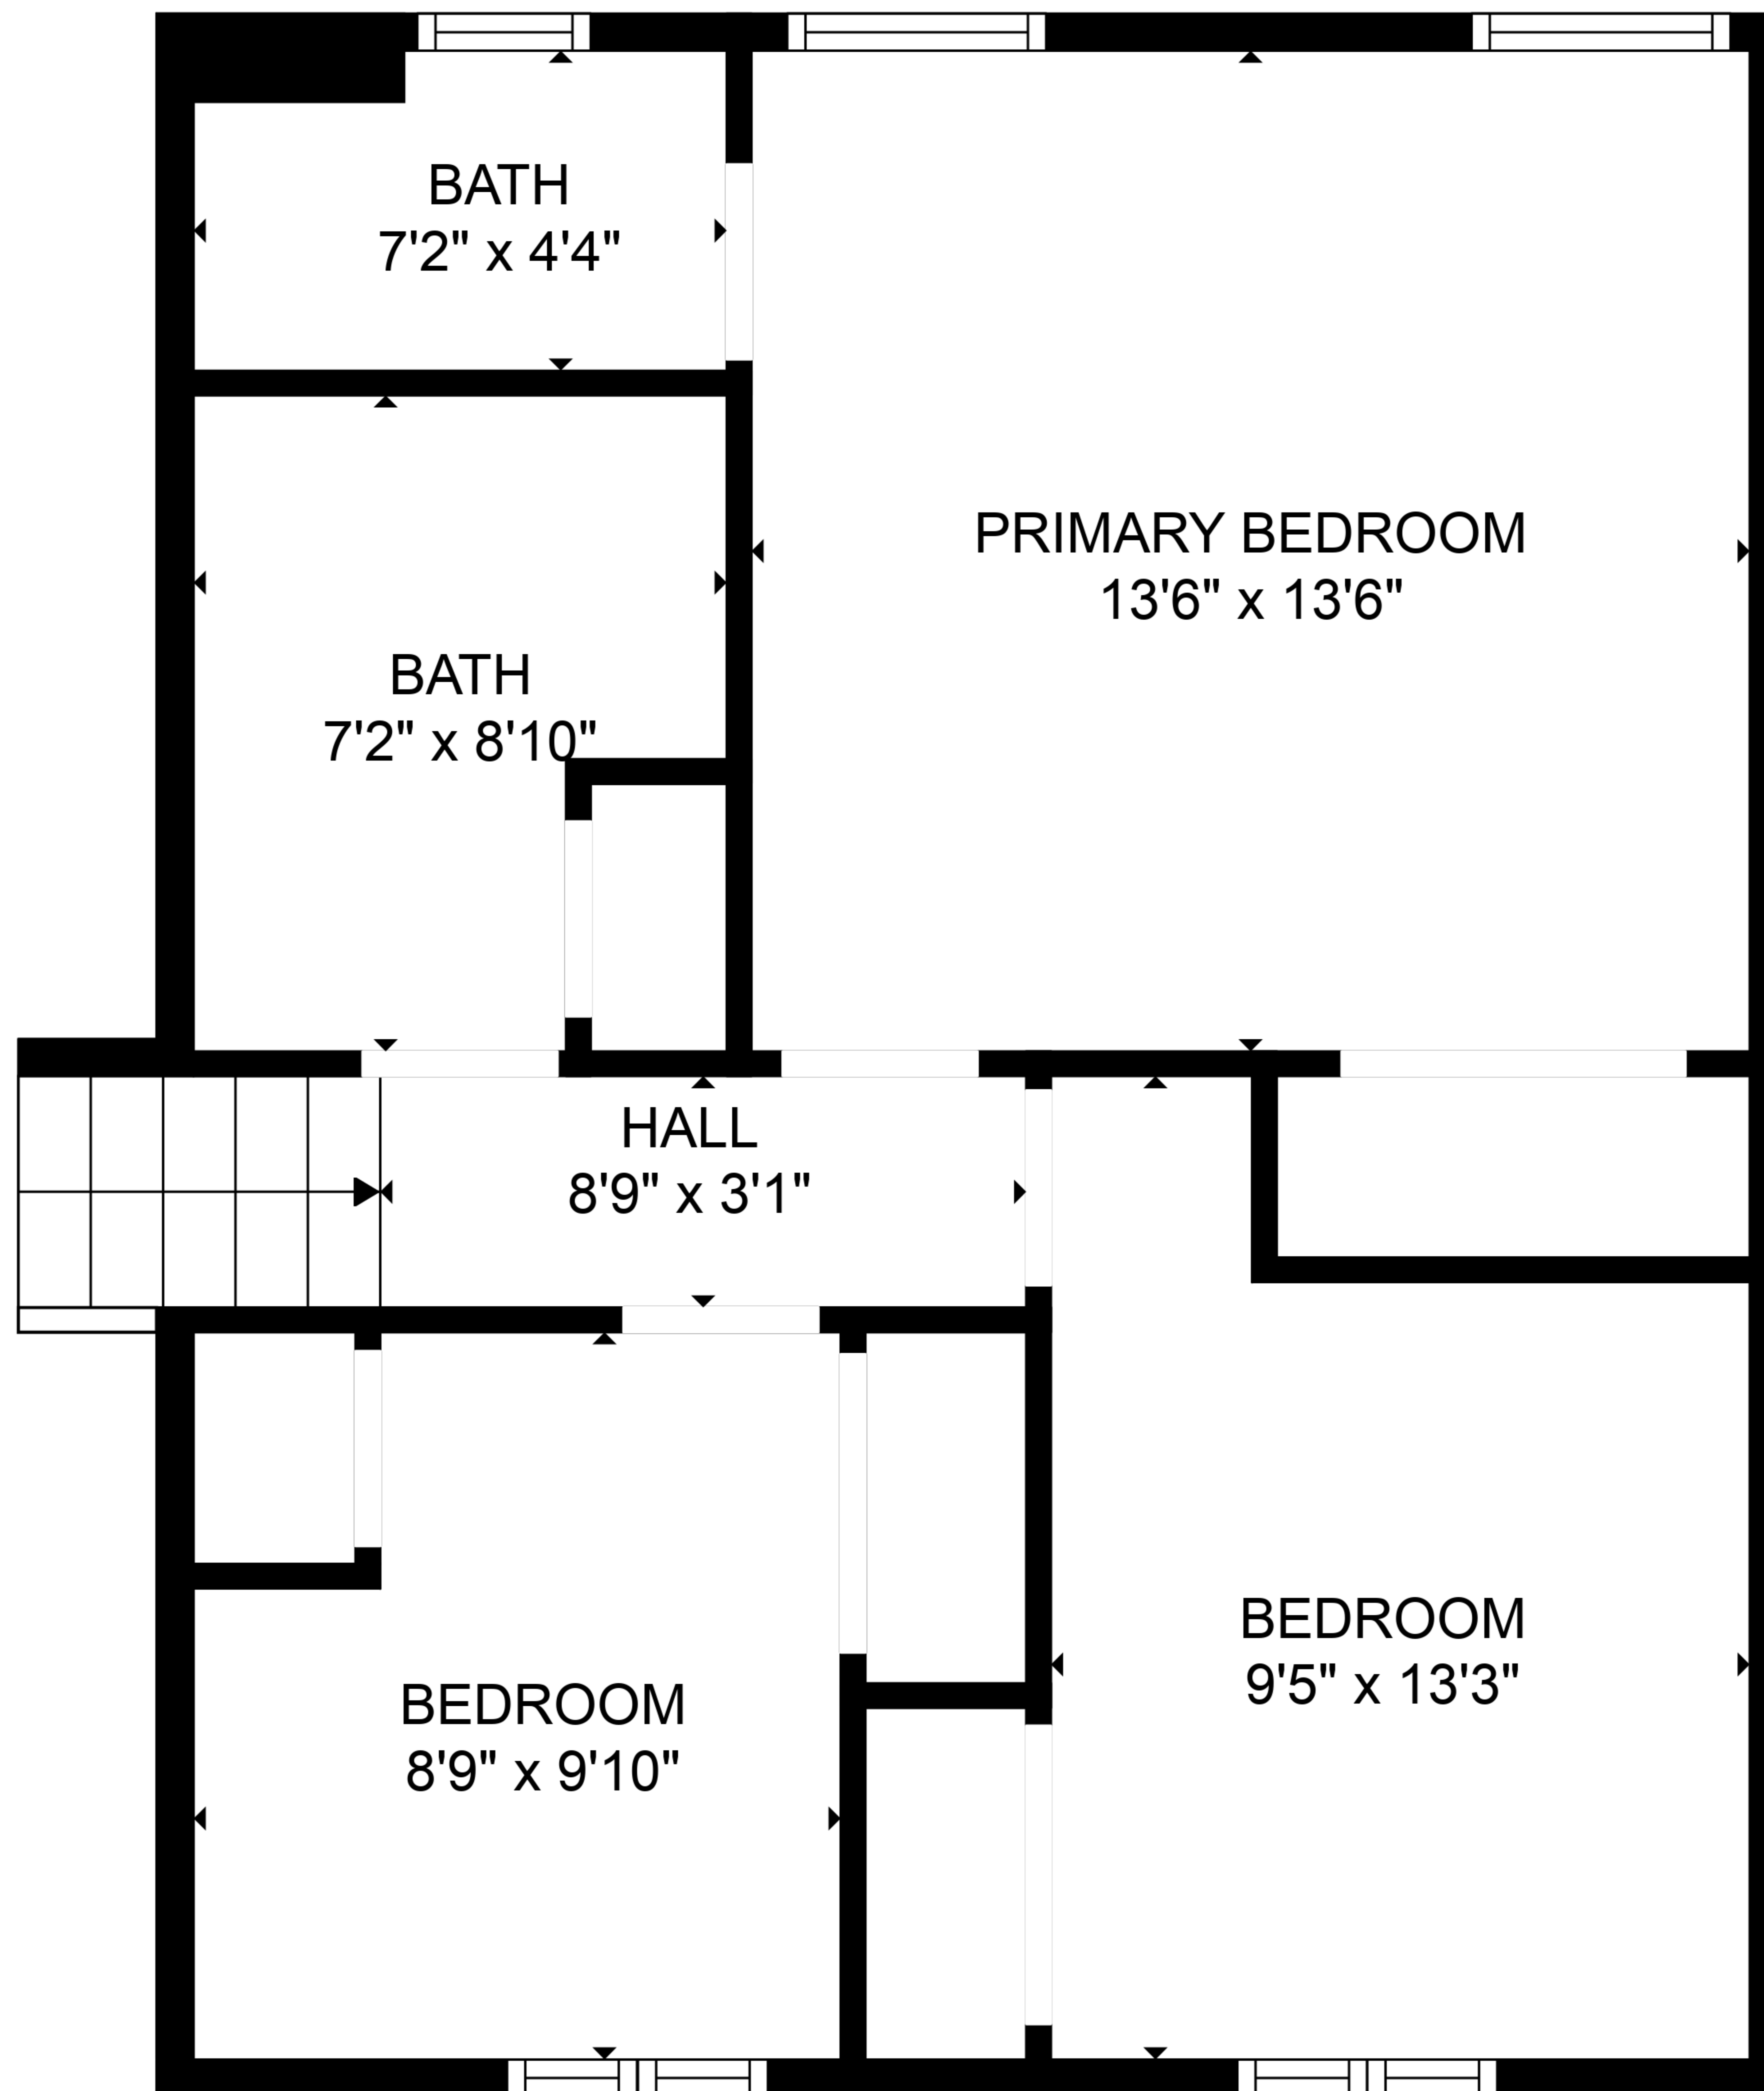 BATH
7'2" x 4'4"
PRIMARY BEDROOM
13'6" x 13'6"
BATH
7'2" x 8'10"
HALL
8'9" x 3'1"
BEDROOM
9'5" x 13'3"
BEDROOM
8'9" x 9'10"